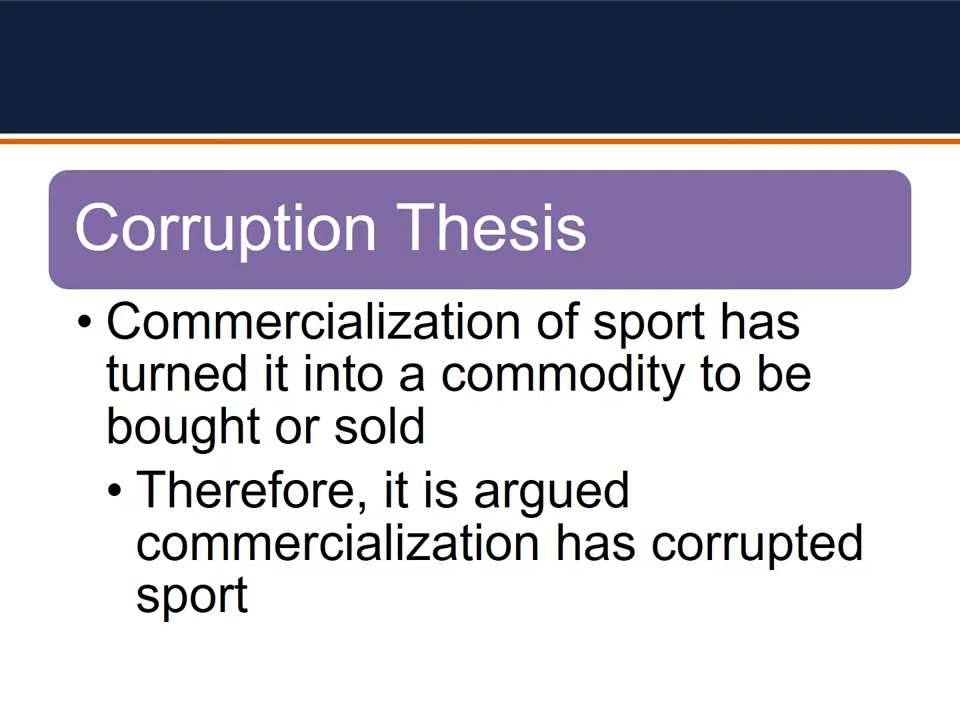 Corruption Thesis
• Commercialization of sport has
turned it into a commodity to be
bought or sold
• Therefore, it is argued
commercialization has corrupted
sport